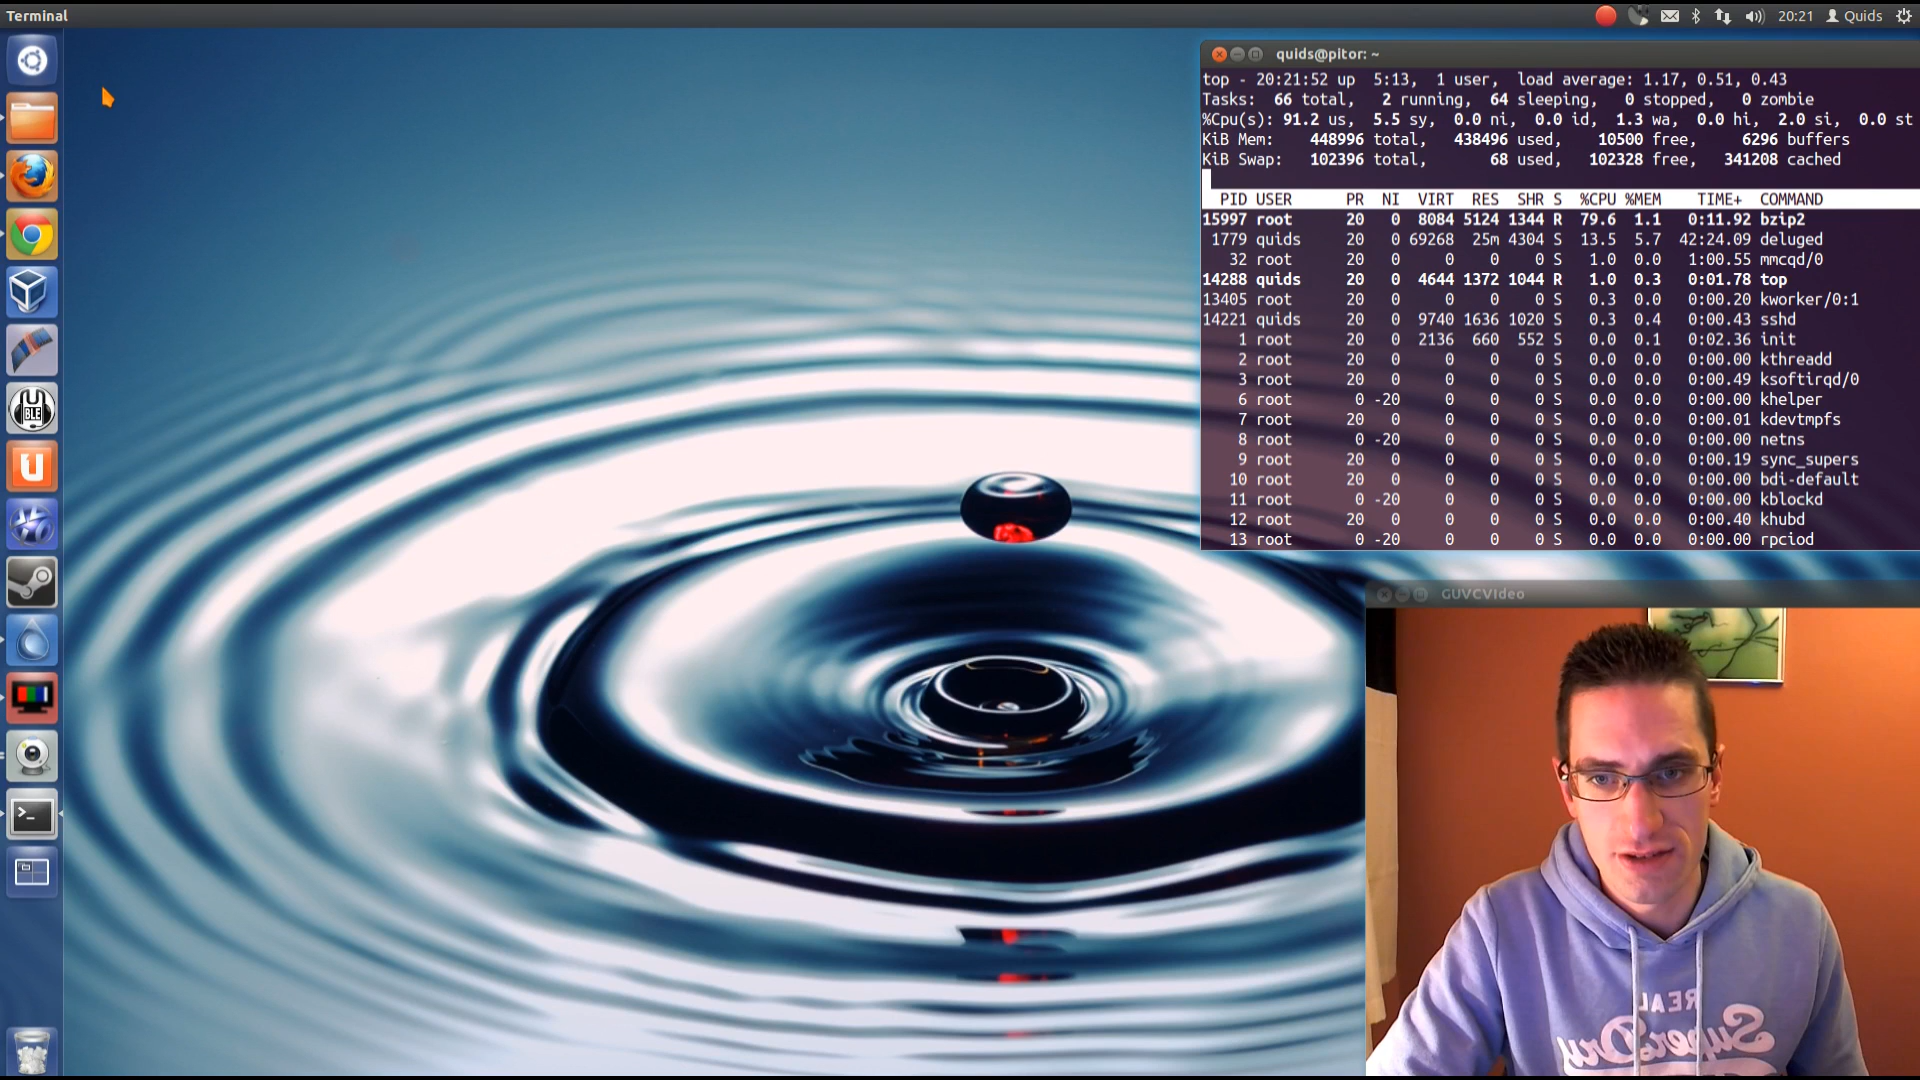 Terminal
20:21 Quids
quids@pitor: ~
top - 20:21:52 up  5:13,  1 user,  load average: 1.17, 0.51, 0.43
Tasks:  66 total,   2 running,  64 sleeping,   0 stopped,   0 zombie
%Cpu(s): 91.2 us,  5.5 sy,  0.0 ni,  0.0 id,  1.3 wa,  0.0 hi,  2.0 si,  0.0 st
KiB Mem:    448996 total,   438496 used,    10500 free,     6296 buffers
KiB Swap:   102396 total,       68 used,   102328 free,   341208 cached
PID USER      PR  NI  VIRT  RES  SHR S  %CPU %MEM    TIME+  COMMAND
15997 root      20   0  8084 5124 1344 R  79.6  1.1   0:11.92 bzip2
1779 quids     20   0 69268  25m 4304 S  13.5  5.7  42:24.09 deluged
32 root      20   0     0    0    0 S   1.0  0.0   1:00.55 mmcqd/0
14288 quids     20   0  4644 1372 1044 R   1.0  0.3   0:01.78 top
13405 root      20   0     0    0    0 S   0.3  0.0   0:00.20 kworker/0:1
14221 quids     20   0  9740 1636 1020 S   0.3  0.4   0:00.43 sshd
1 root      20   0  2136  660  552 S   0.0  0.1   0:02.36 init
2 root      20   0     0    0    0 S   0.0  0.0   0:00.00 kthreadd
3 root      20   0     0    0    0 S   0.0  0.0   0:00.49 ksoftirqd/0
6 root       0 -20     0    0    0 S   0.0  0.0   0:00.00 khelper
7 root      20   0     0    0    0 S   0.0  0.0   0:00.01 kdevtmpfs
8 root       0 -20     0    0    0 S   0.0  0.0   0:00.00 netns
9 root      20   0     0    0    0 S   0.0  0.0   0:00.19 sync_supers
10 root      20   0     0    0    0 S   0.0  0.0   0:00.00 bdi-default
11 root       0 -20     0    0    0 S   0.0  0.0   0:00.00 kblockd
12 root      20   0     0    0    0 S   0.0  0.0   0:00.40 khubd
13 root       0 -20     0    0    0 S   0.0  0.0   0:00.00 rpciod
GUVCVIdeo
REAL
SuperDry